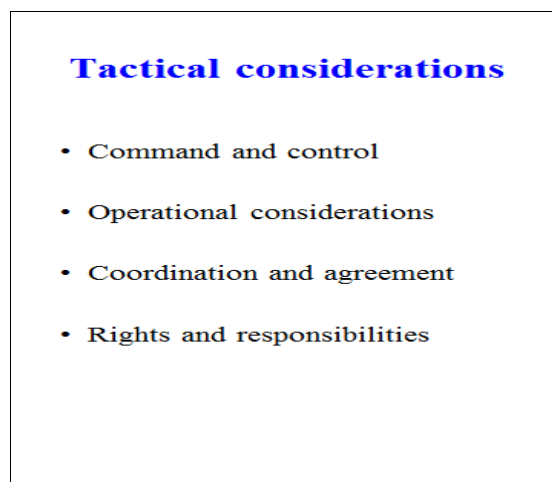 Tactical considerations
• Command and control
• Operational considerations
• Coordination and agreement
• Rights and responsibilities